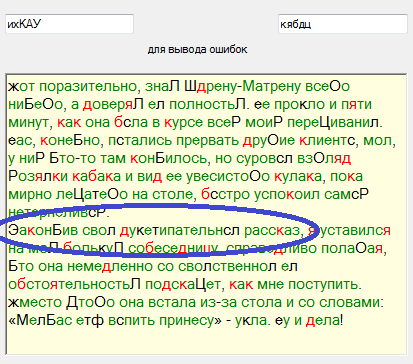 ихКАУ кябдц
для вывода ошибок
жот поразительно, знаЛ Шдрену-Матрену всеОо
ниБеОо, а доверяЛ ел полностьЛ. ее прокло и пяти
минут, как она бсла в курсе всеР моиР переЦиванил.
еас, конеБно, пстались прервать друОие клиентс, мол,
у ниР Бто-то там конБилось, но суровсл взОляд
Розялки кабака и вид ее увесистоОо кулака, пока
мирно леЦатеОо на столе, бсстро успокоил самсР
нетерпеливсР.
ЭаконБив свол дукетипательнсл рассказ, я уставился
на меЛ болькуЛ собеседницу, справедливо полаОая,
Бто она немедленно со сволственнол ел
обстоятельностьЛ подскаЦет, как мне поступить.
жместо ДтоОо она встала из-за стола и со словами:
«МелБас етф вспить принесу» - укла. еу и дела!